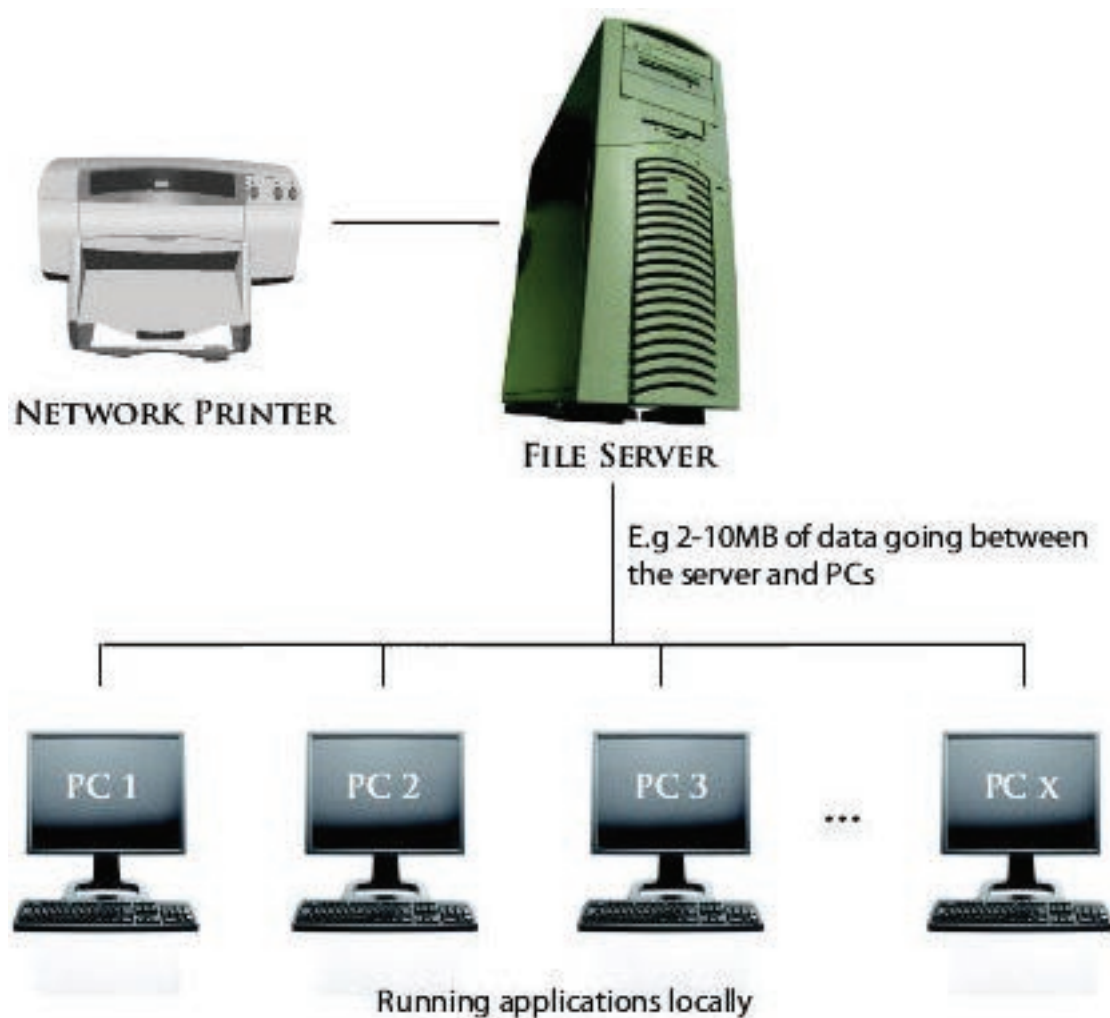 NETWORK PRINTER
FILE SERVER
E.g 2-10MB of data going between
the server and PCs
PC 1
PC 2
PC 3
...
PC X
Running applications locally